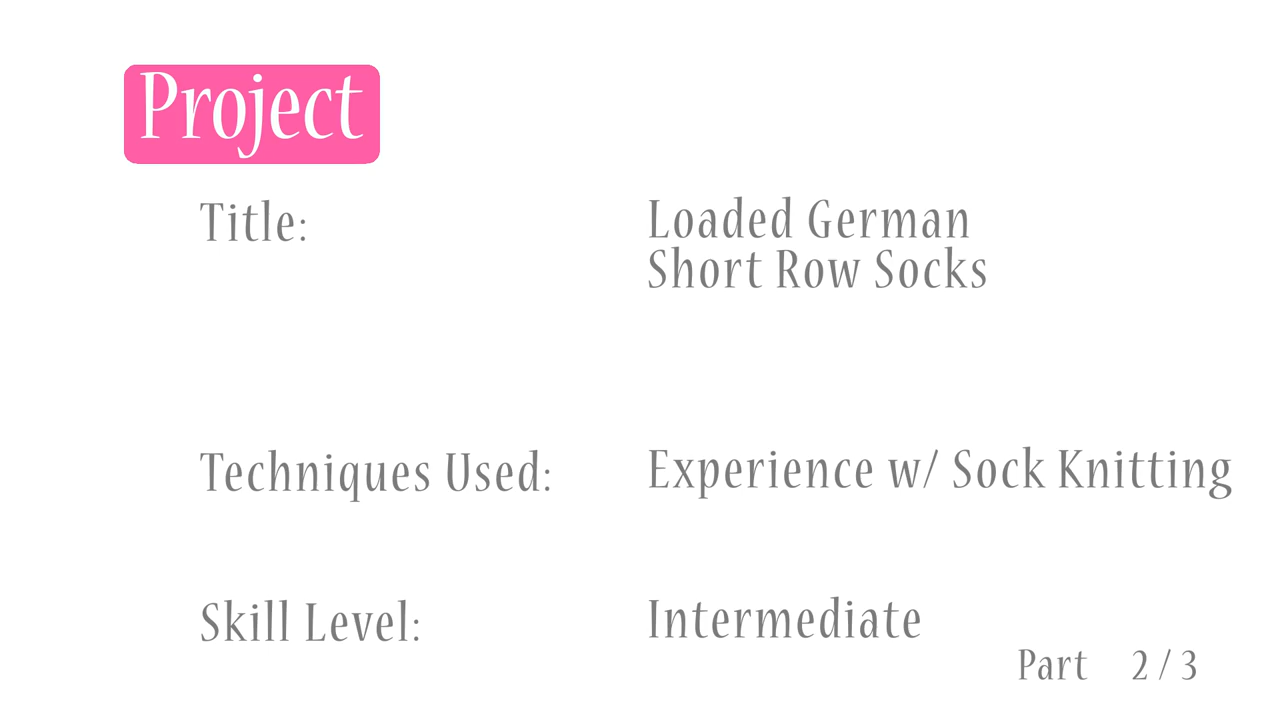 Project
Title:
Loaded German
Short Row Socks
Techniques Used:
Experience w/ Sock Knitting
Skill Level:
Intermediate
Part 2 / 3